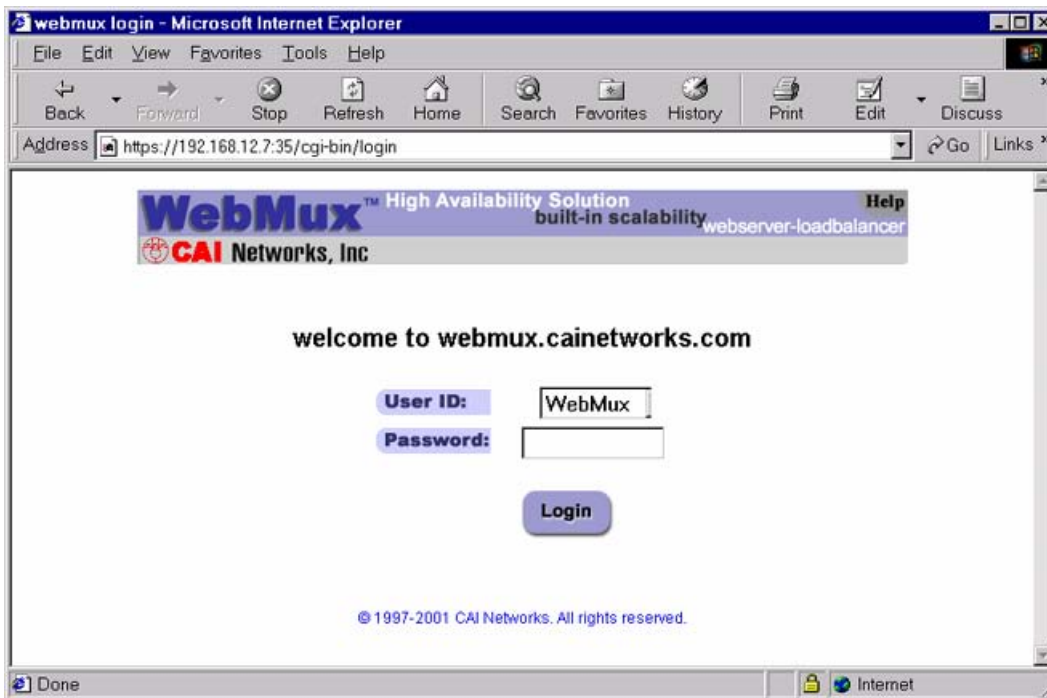 webmux login - Microsoft Internet Explorer
File Edit View Favorites Tools Help
Back Forward Stop Refresh Home Search Favorites History Print Edit Discuss »
Address https://192.168.12.7:35/cgi-bin/login Go Links »
WebMux™ High Availability Solution Help
built-in scalability
webserver-loadbalancer
CAI Networks, Inc
welcome to webmux.cainetworks.com
User ID: WebMux
Password:
Login
© 1997-2001 CAI Networks. All rights reserved.
Done Internet